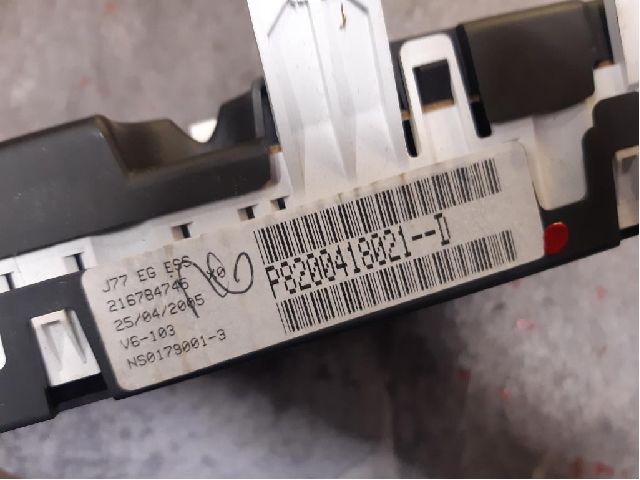 J77 EG ESS
216784746
25/04/2005
V6-103
NS0179001-3
P8200418021--D